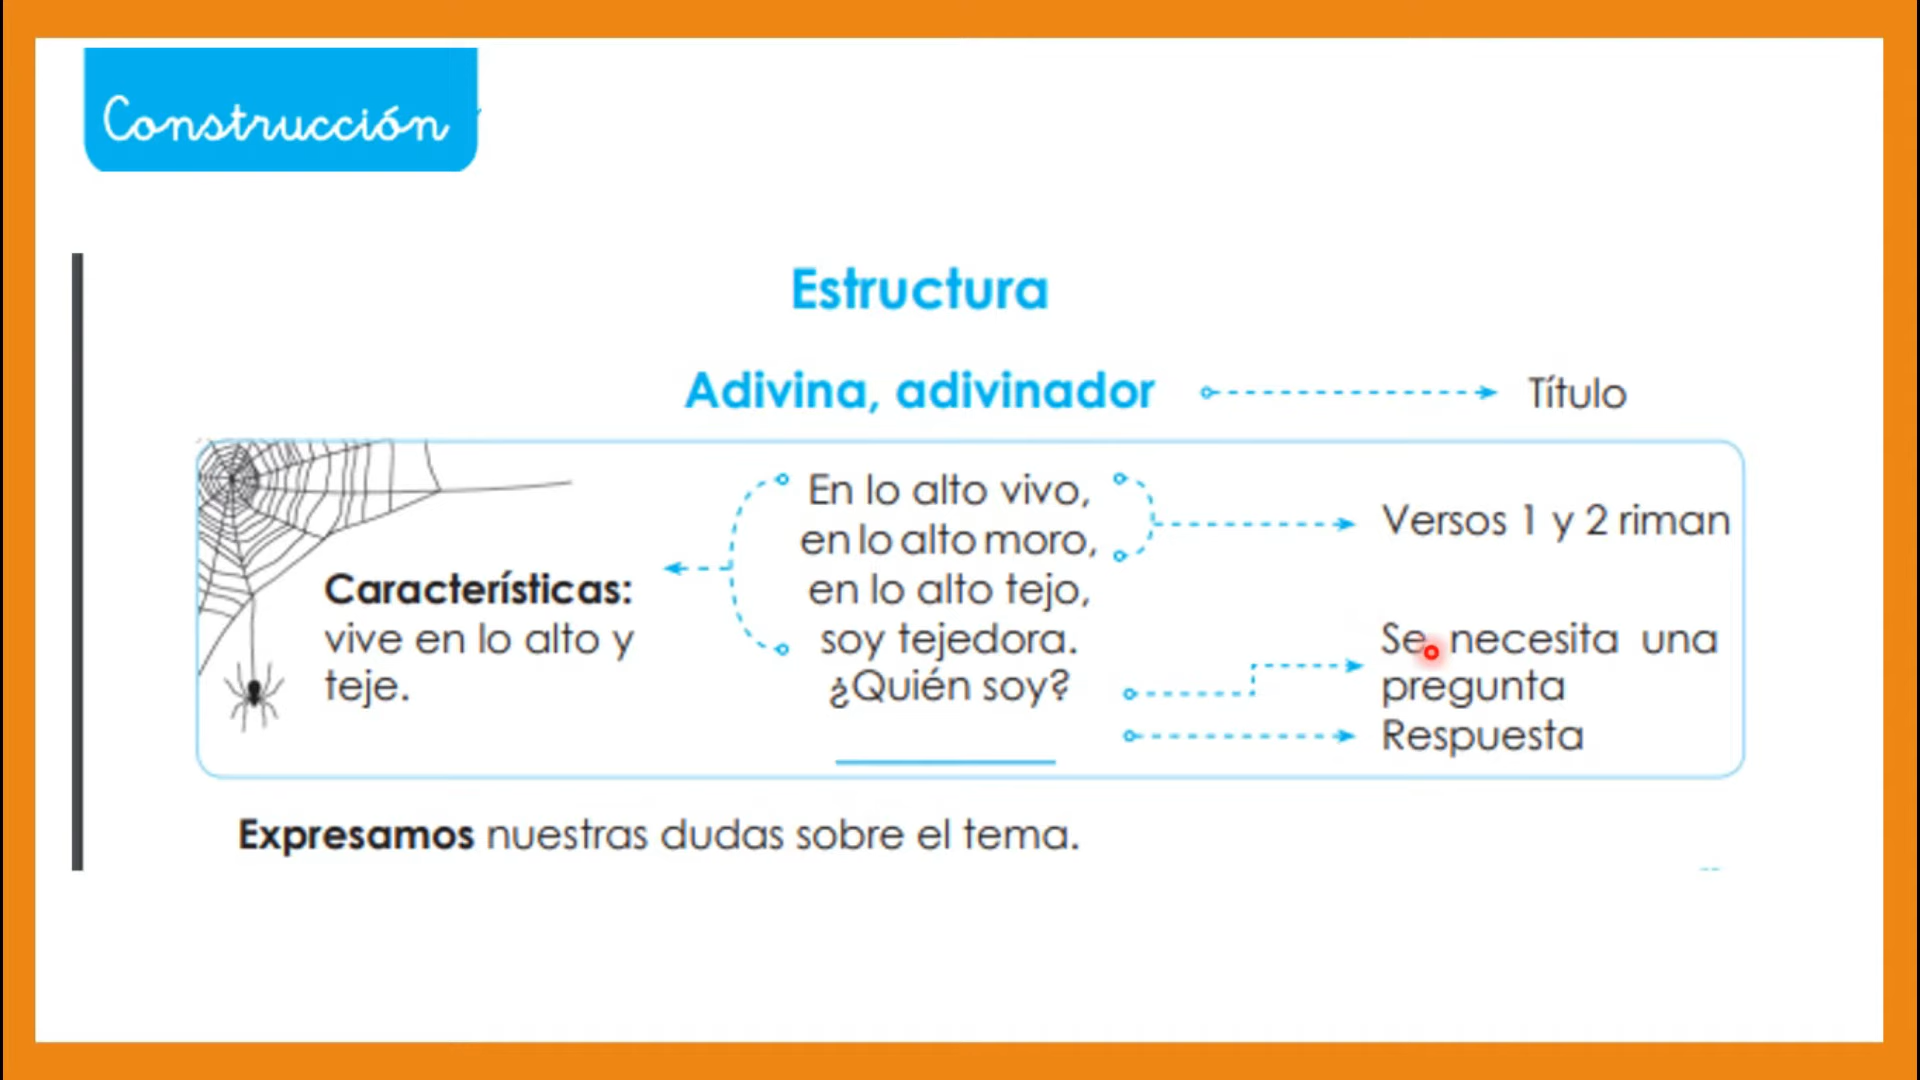 Construcción
Estructura
Adivina, adivinador
Título
En lo alto vivo,
en lo alto moro,
en lo alto tejo,
soy tejedora.
¿Quién soy?
Características:
vive en lo alto y
teje.
Versos 1 y 2 riman
Se necesita una
pregunta
Respuesta
Expresamos nuestras dudas sobre el tema.